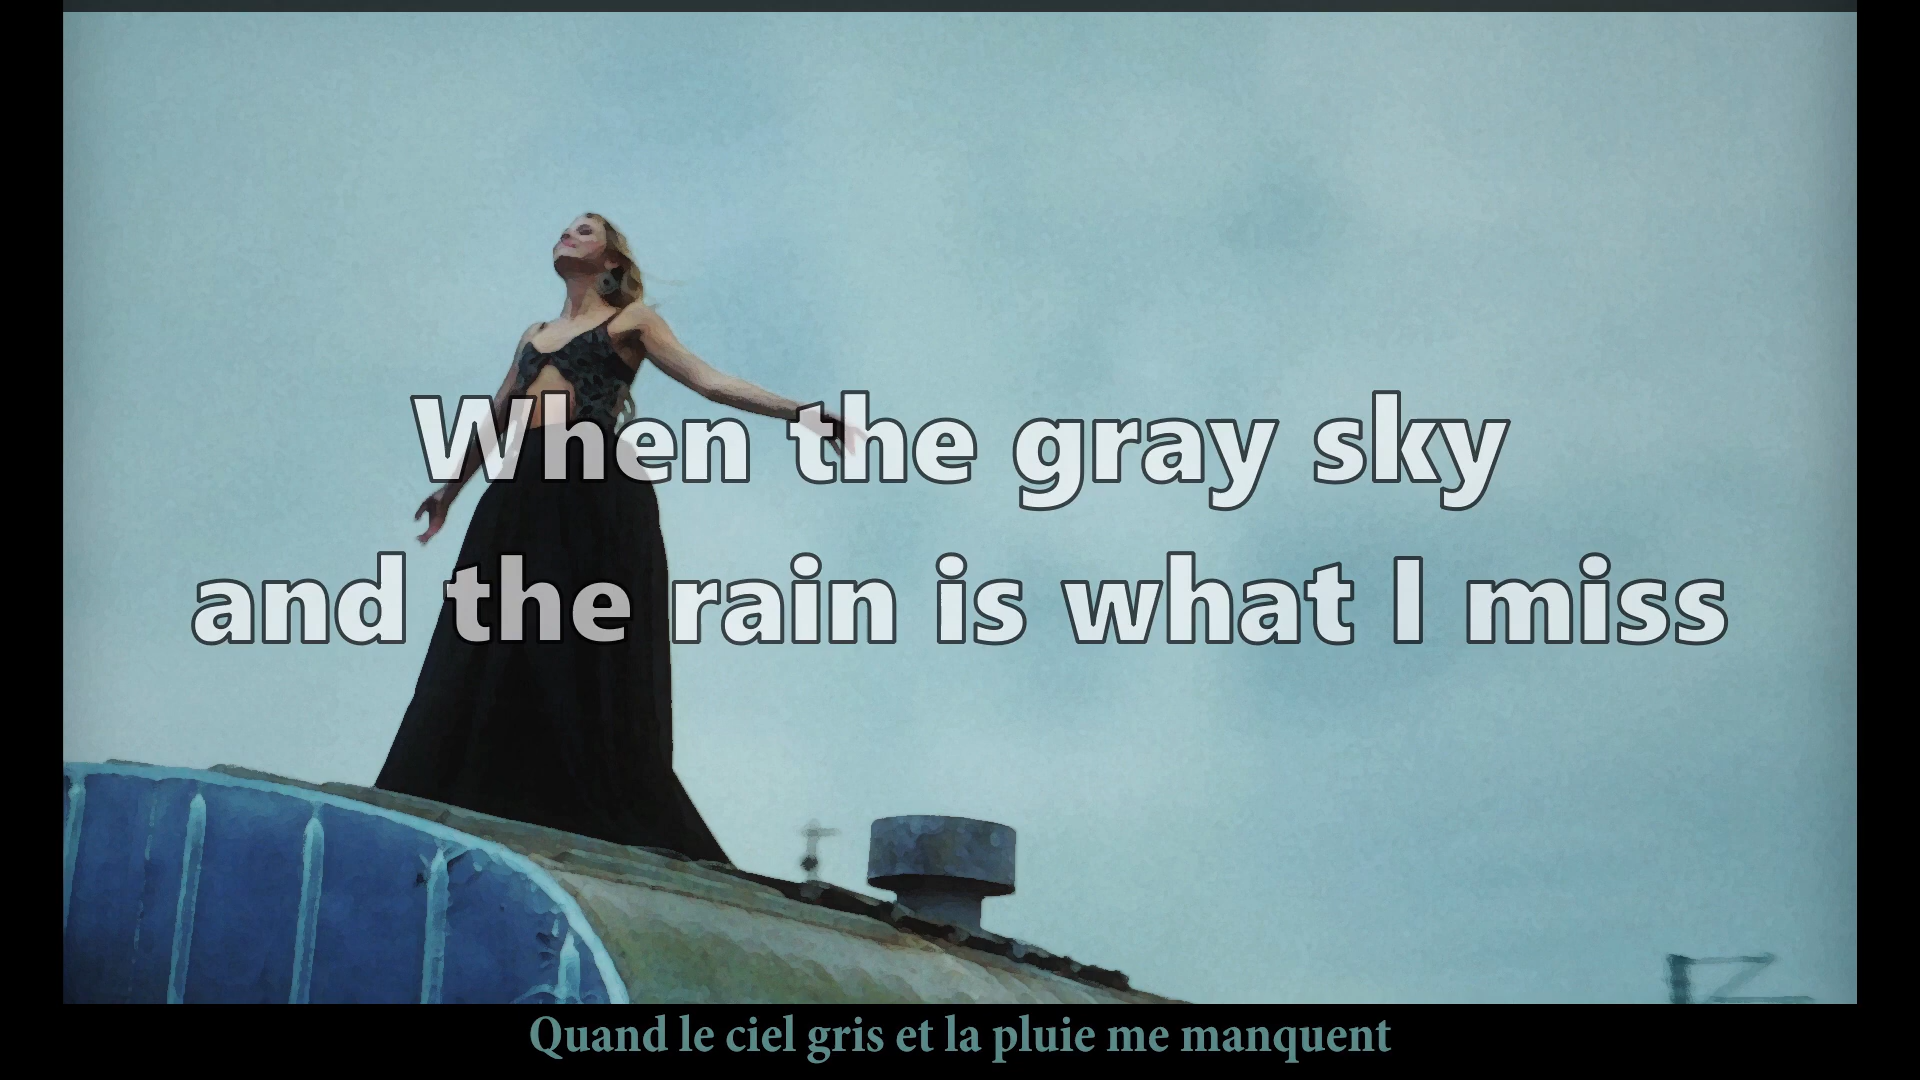 When the gray sky
and the rain is what I miss
Quand le ciel gris et la pluie me manquent